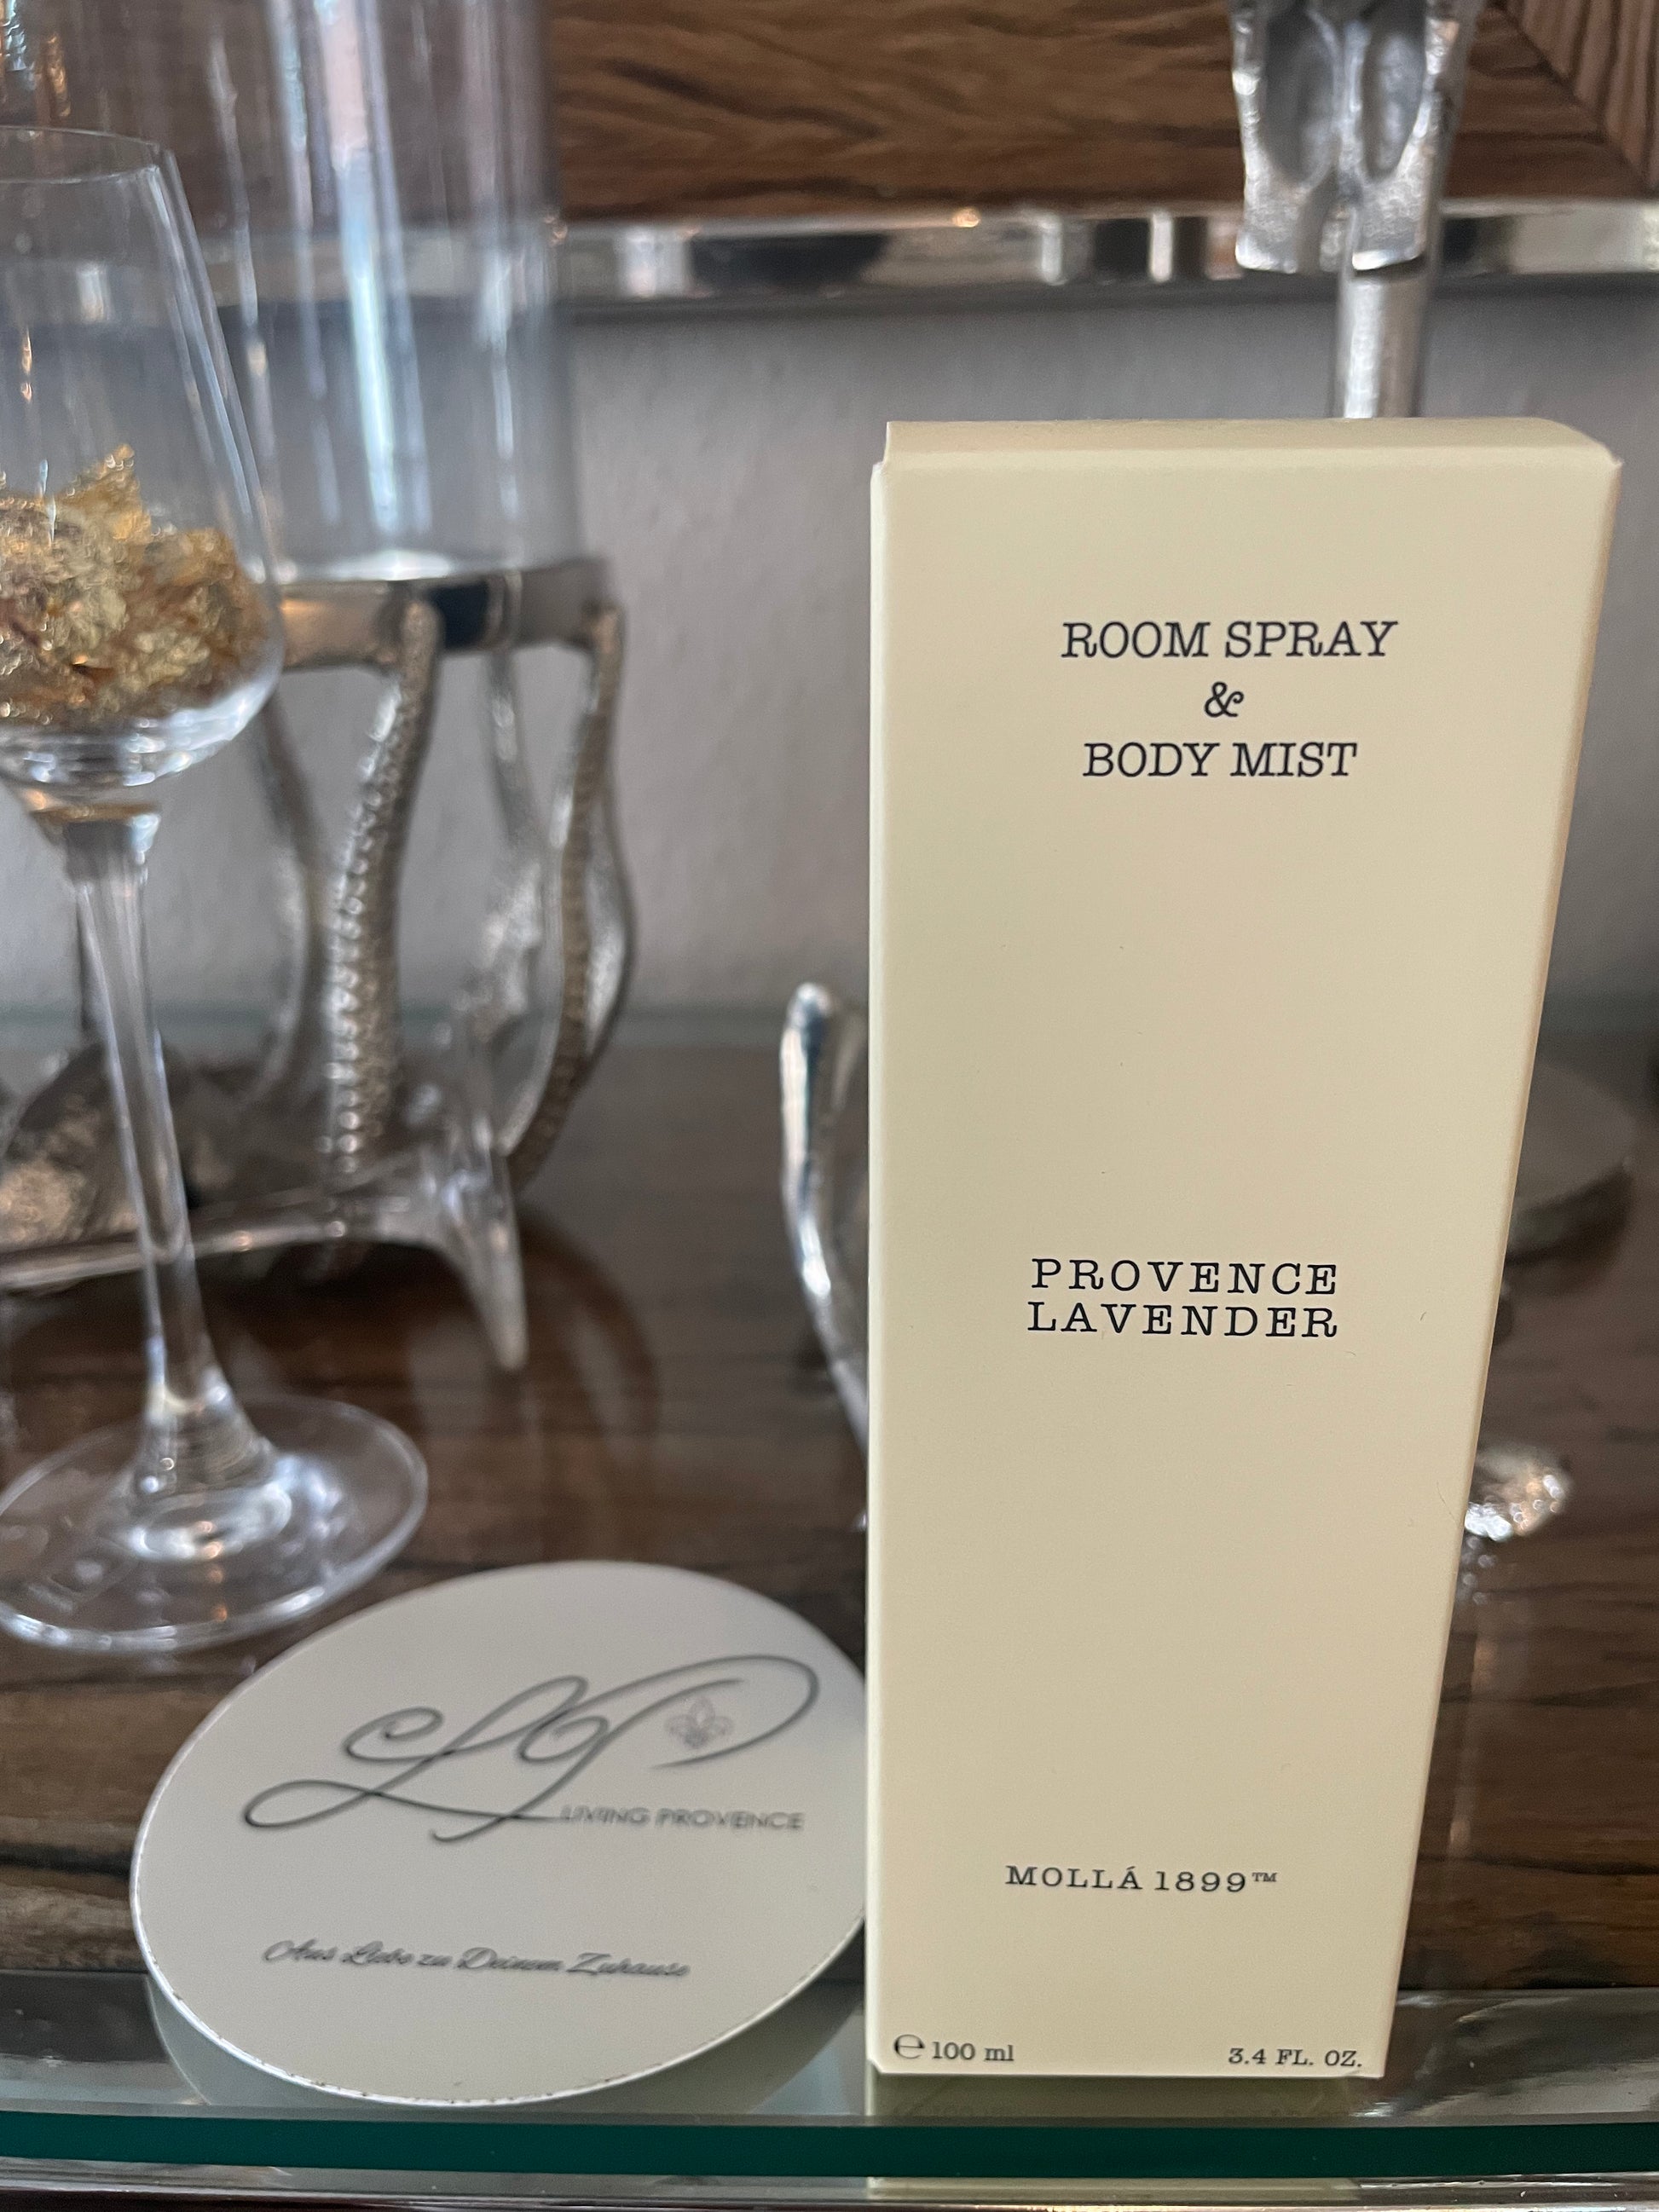 ROOM SPRAY
&
BODY MIST
PROVENCE
LAVENDER
MOLLÁ 1899™
℮ 100 ml
3.4 FL. OZ.
LP
LIVING PROVENCE
Aus Liebe zu Deinem Zuhause